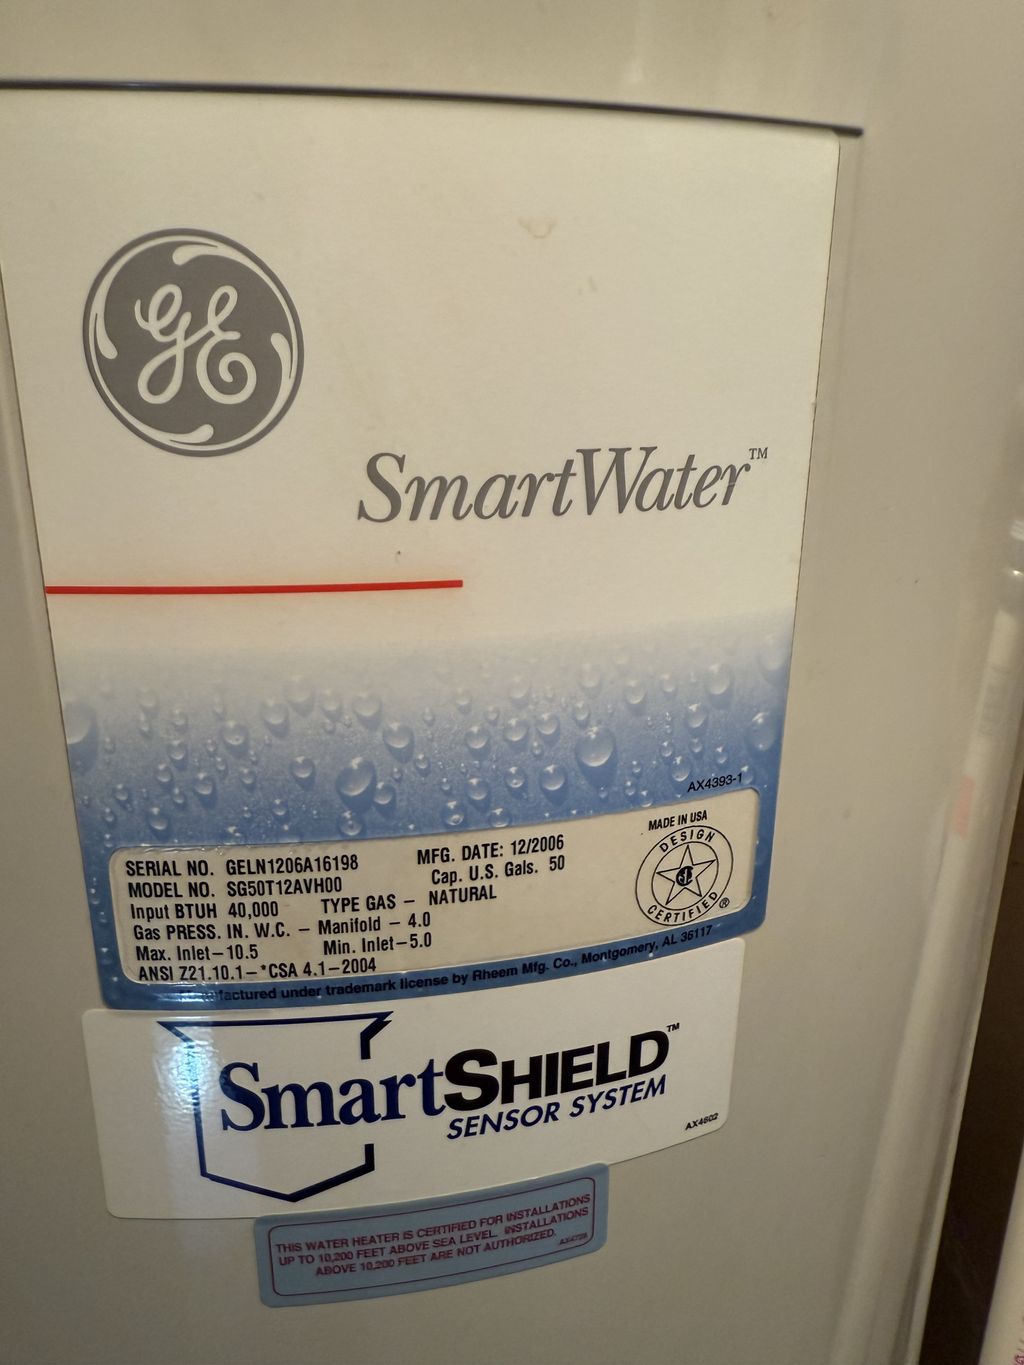 GE
SmartWater™
AX4393-1
SERIAL NO. GELN1206A16198
MFG. DATE: 12/2006
MODEL NO. SG50T12AVH00
Cap. U.S. Gals. 50
Input BTUH 40,000 TYPE GAS – NATURAL
Gas PRESS. IN. W.C. – Manifold – 4.0
Max. Inlet – 10.5 Min. Inlet – 5.0
ANSI Z21.10.1 – *CSA 4.1 – 2004
MADE IN USA
DESIGN
CERTIFIED ®
factured under trademark license by Rheem Mfg. Co., Montgomery, AL 36117
SmartSHIELD™
SENSOR SYSTEM
AX4602
THIS WATER HEATER IS CERTIFIED FOR INSTALLATIONS
UP TO 10,200 FEET ABOVE SEA LEVEL. INSTALLATIONS
ABOVE 10,200 FEET ARE NOT AUTHORIZED.